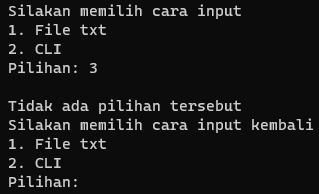 Silakan memilih cara input
1. File txt
2. CLI
Pilihan: 3

Tidak ada pilihan tersebut
Silakan memilih cara input kembali
1. File txt
2. CLI
Pilihan: